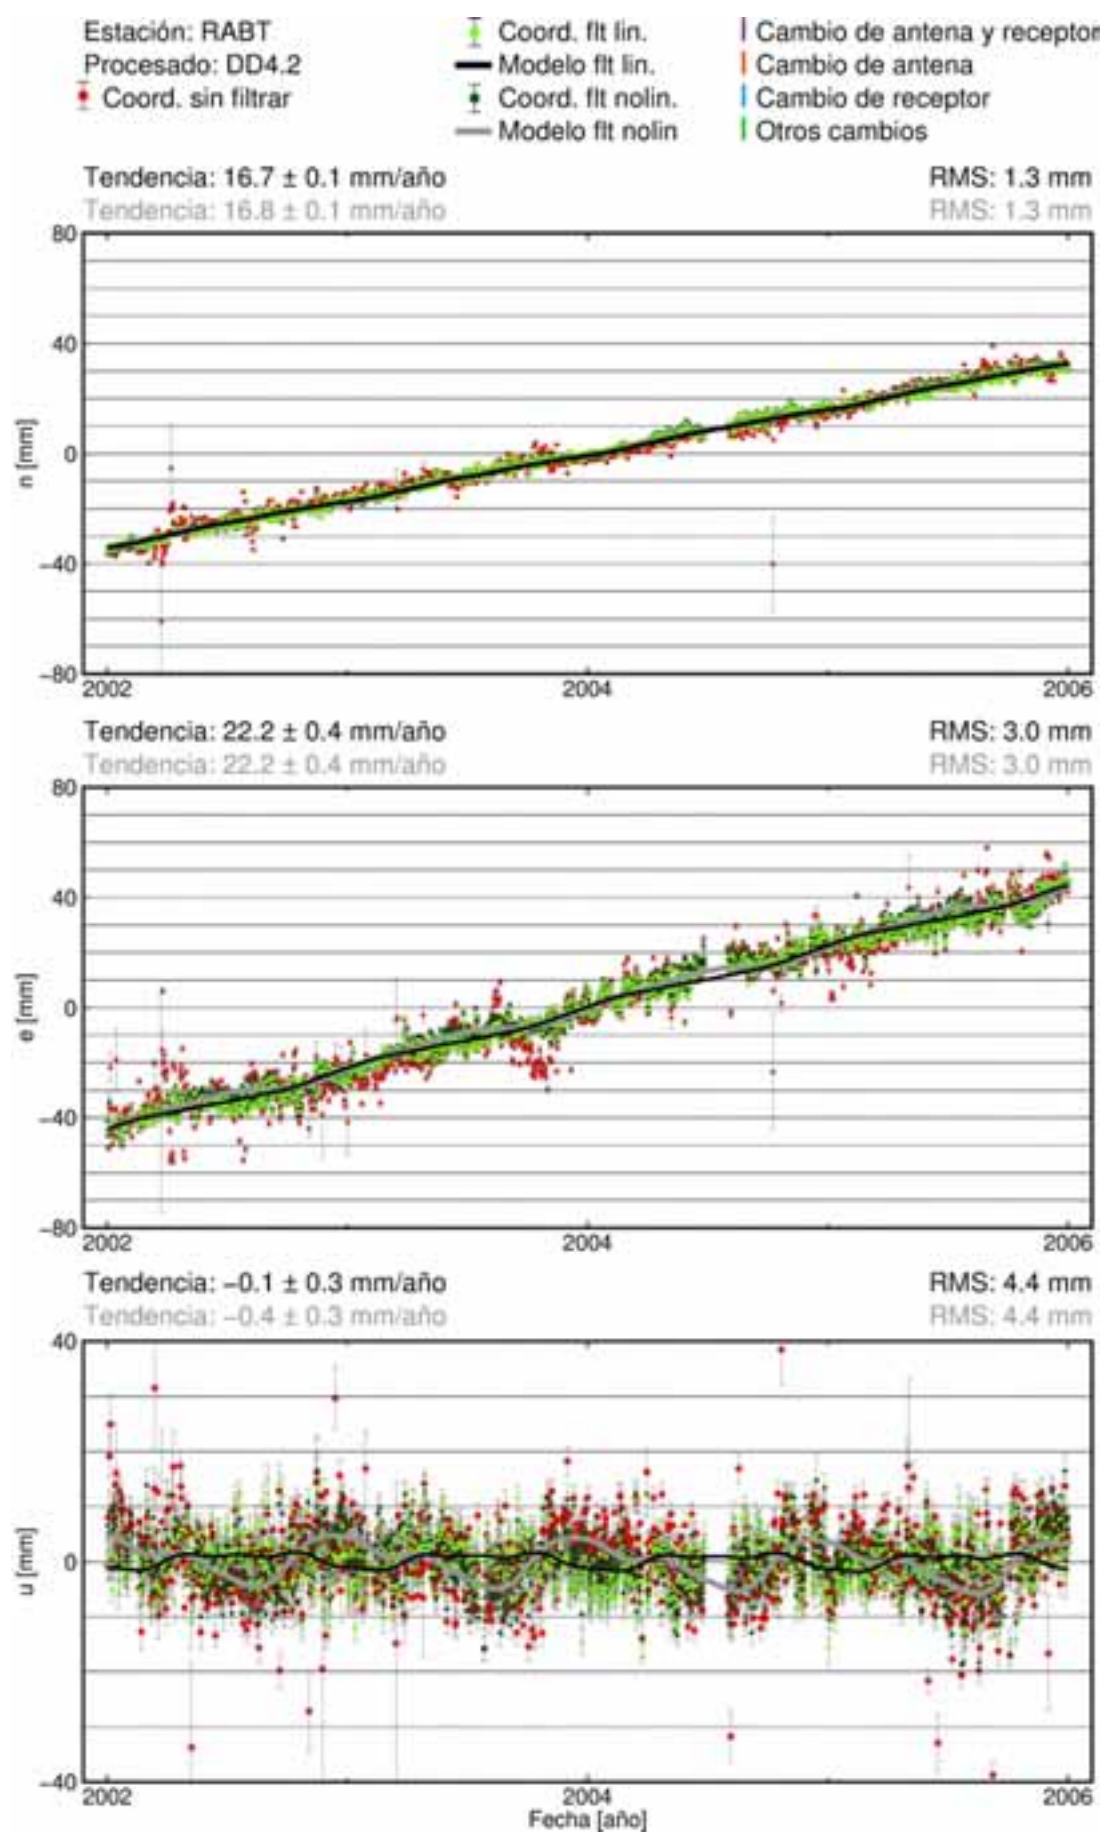 Estación: RABT
Procesado: DD4.2
Coord. sin filtrar
Coord. flt lin.
Modelo flt lin.
Coord. flt nolin.
Modelo flt nolin
Cambio de antena y receptor
Cambio de antena
Cambio de receptor
Otros cambios
Tendencia: 16.7 ± 0.1 mm/año RMS: 1.3 mm
Tendencia: 16.8 ± 0.1 mm/año RMS: 1.3 mm
80
40
0
−40
−80
n [mm]
2002 2004 2006
Tendencia: 22.2 ± 0.4 mm/año RMS: 3.0 mm
Tendencia: 22.2 ± 0.4 mm/año RMS: 3.0 mm
80
40
0
−40
−80
e [mm]
2002 2004 2006
Tendencia: −0.1 ± 0.3 mm/año RMS: 4.4 mm
Tendencia: −0.4 ± 0.3 mm/año RMS: 4.4 mm
40
20
0
−20
−40
u [mm]
2002 2004 2006
Fecha [año]